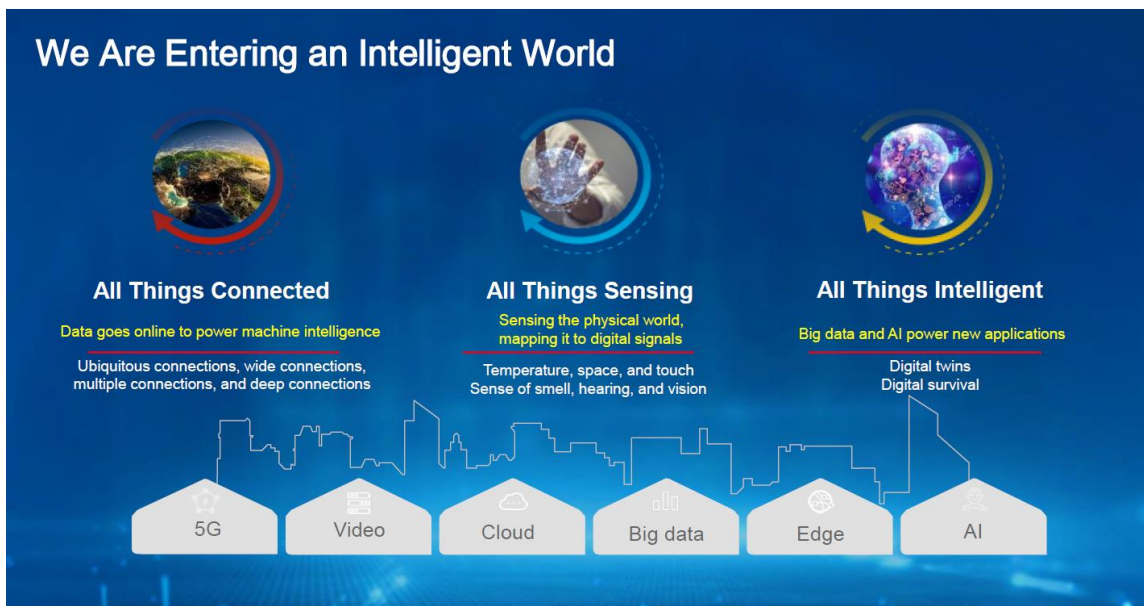 We Are Entering an Intelligent World
All Things Connected
Data goes online to power machine intelligence
Ubiquitous connections, wide connections,
multiple connections, and deep connections
All Things Sensing
Sensing the physical world,
mapping it to digital signals
Temperature, space, and touch
Sense of smell, hearing, and vision
All Things Intelligent
Big data and AI power new applications
Digital twins
Digital survival
5G
Video
Cloud
Big data
Edge
AI